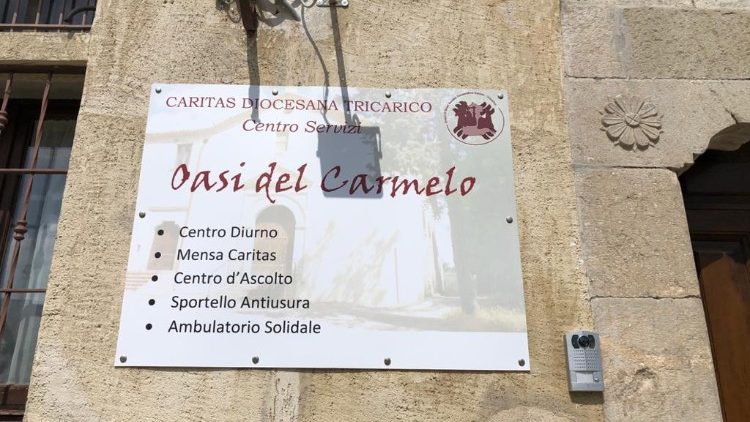 CARITAS DIOCESANA TRICARICO
Centro Servizi
Oasi del Carmelo
• Centro Diurno
• Mensa Caritas
• Centro d'Ascolto
• Sportello Antiusura
• Ambulatorio Solidale